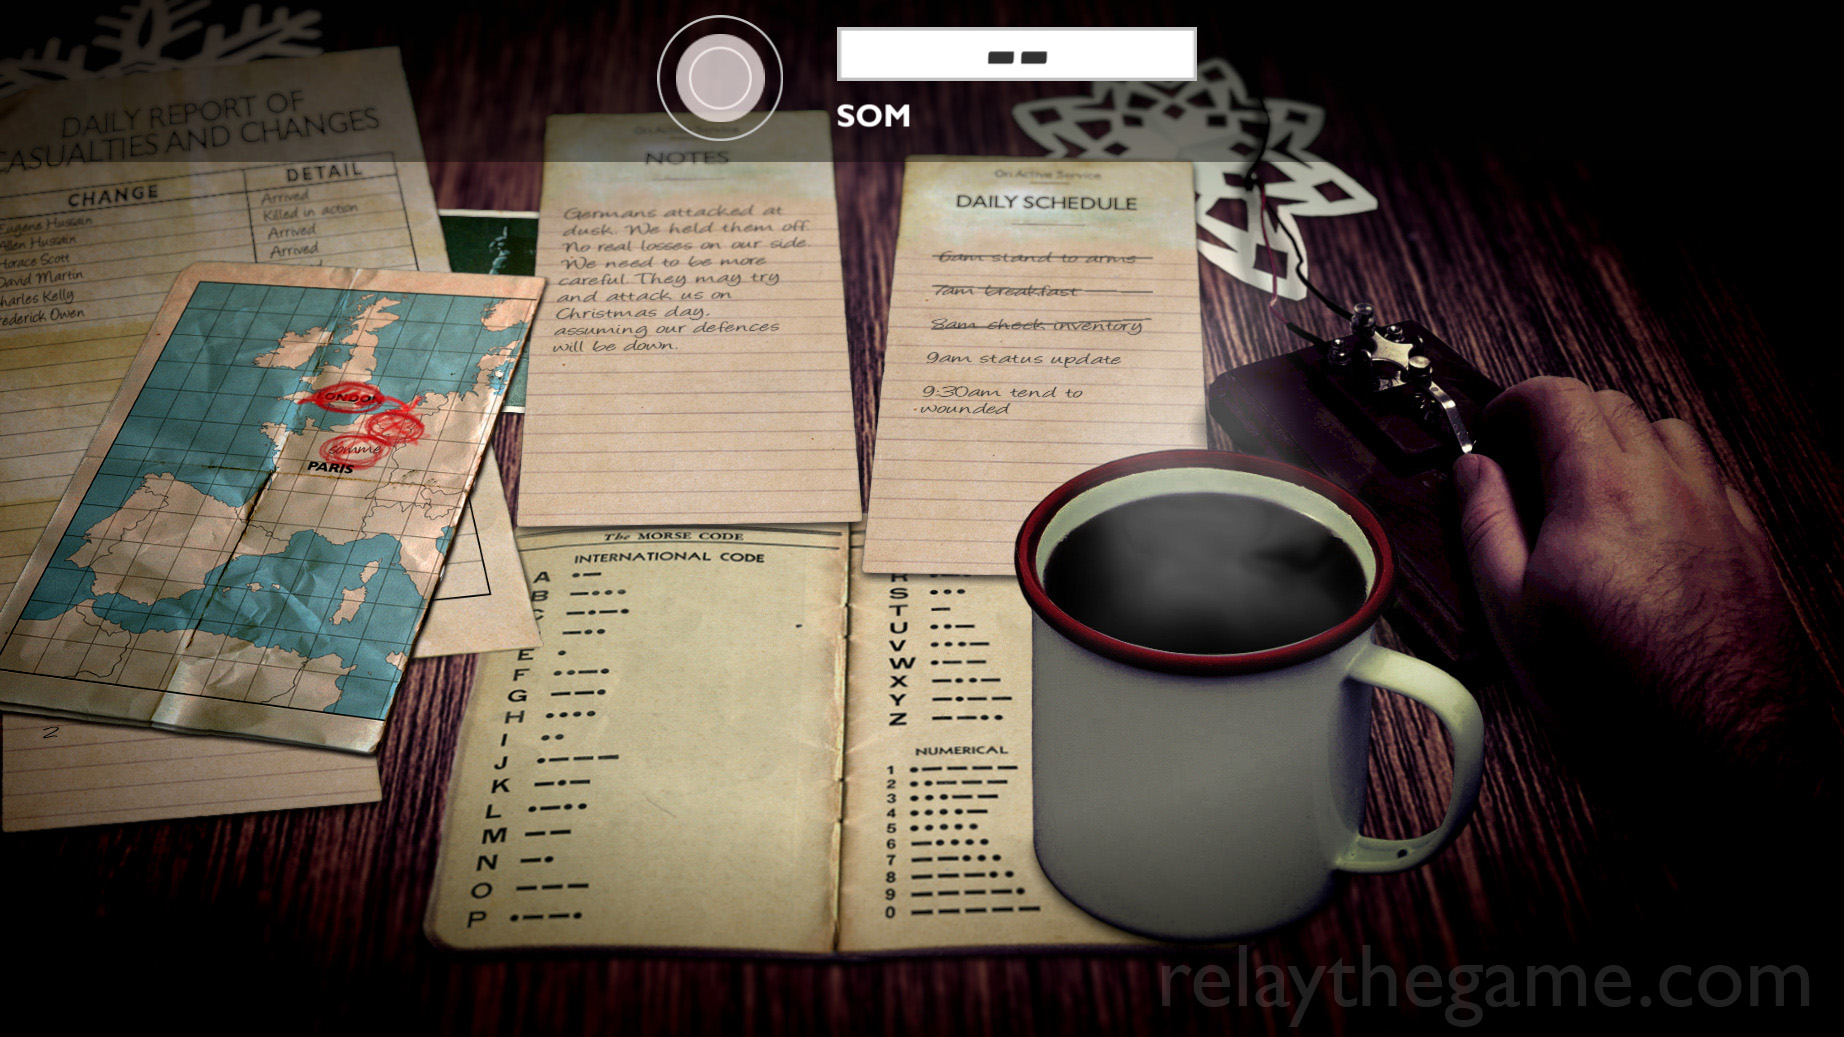 SOM
DAILY REPORT OF
CASUALTIES AND CHANGES
CHANGE
DETAIL
Eugene Hussain
Arrived
Allen Hussain
Killed in action
Horace Scott
Arrived
David Martin
Arrived
Charles Kelly
Frederick Owen
LONDON
somme
PARIS
2
On Active Service
NOTES
Germans attacked at
dusk. We held them off.
No real losses on our side.
We need to be more
careful. They may try
and attack us on
Christmas day.
assuming our defences
will be down.
On Active Service
DAILY SCHEDULE
6am stand to arms
7am breakfast
8am check inventory
9am status update
9:30am tend to
wounded
The MORSE CODE
INTERNATIONAL CODE
A •—
B —•••
C —•—•
—••
E •
F ••—•
G ——•
H ••••
I ••
J •———
K —•—
L •—••
M ——
N —•
O ———
P •——•
R •—•
S •••
T —
U ••—
V •••—
W •——
X —••—
Y —•——
Z ——••
NUMERICAL
1 •————
2 ••———
3 •••——
4 ••••—
5 •••••
6 —••••
7 ——•••
8 ———••
9 ————•
0 —————
relaythegame.com